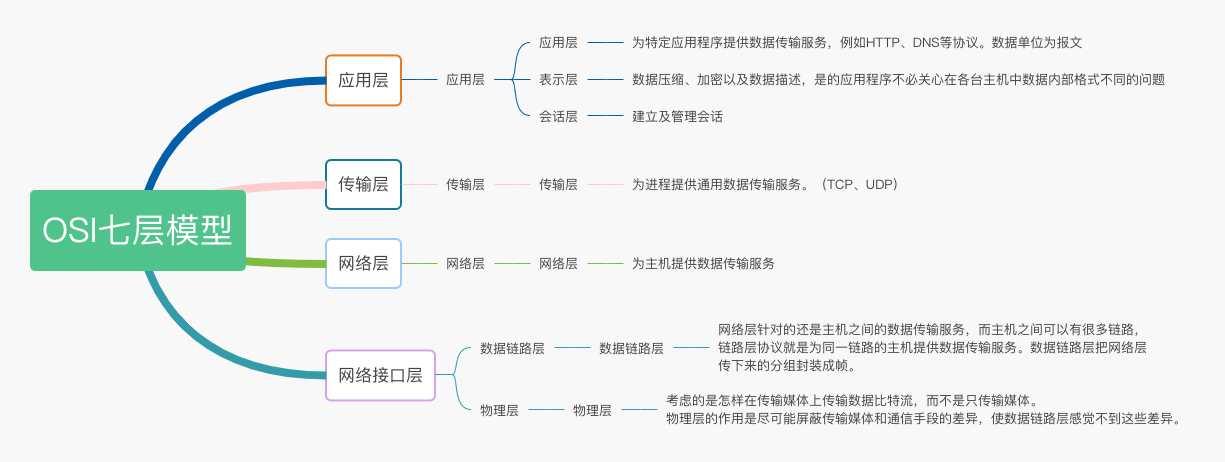 OSI七层模型
应用层
应用层
应用层
为特定应用程序提供数据传输服务，例如HTTP、DNS等协议。数据单位为报文
表示层
数据压缩、加密以及数据描述，是的应用程序不必关心在各台主机中数据内部格式不同的问题
会话层
建立及管理会话
传输层
传输层
传输层
为进程提供通用数据传输服务。（TCP、UDP）
网络层
网络层
网络层
为主机提供数据传输服务
网络接口层
数据链路层
数据链路层
网络层针对的还是主机之间的数据传输服务，而主机之间可以有很多链路，
链路层协议就是为同一链路的主机提供数据传输服务。数据链路层把网络层
传下来的分组封装成帧。
物理层
物理层
考虑的是怎样在传输媒体上传输数据比特流，而不是只传输媒体。
物理层的作用是尽可能屏蔽传输媒体和通信手段的差异，使数据链路层感觉不到这些差异。